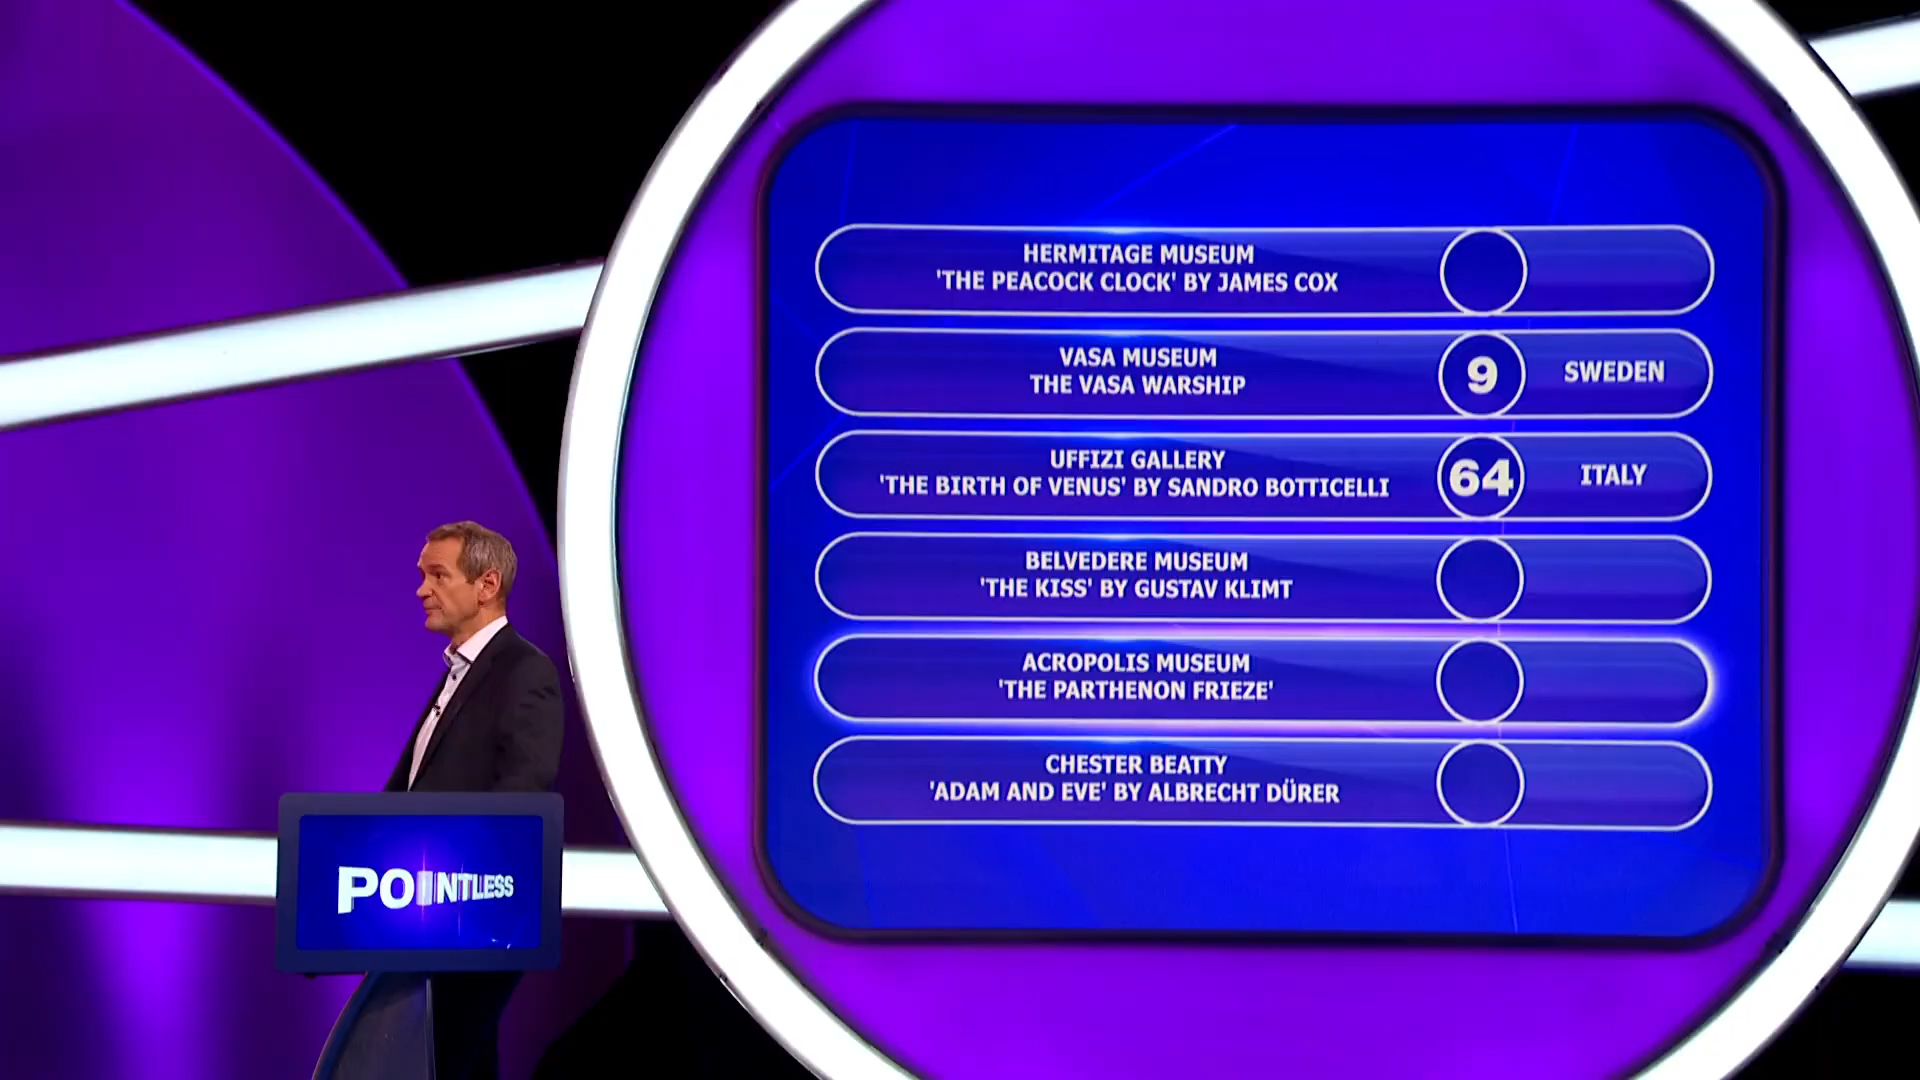 HERMITAGE MUSEUM
'THE PEACOCK CLOCK' BY JAMES COX
VASA MUSEUM
THE VASA WARSHIP
9
SWEDEN
UFFIZI GALLERY
'THE BIRTH OF VENUS' BY SANDRO BOTTICELLI
64
ITALY
BELVEDERE MUSEUM
'THE KISS' BY GUSTAV KLIMT
ACROPOLIS MUSEUM
'THE PARTHENON FRIEZE'
CHESTER BEATTY
'ADAM AND EVE' BY ALBRECHT DÜRER
POINTLESS